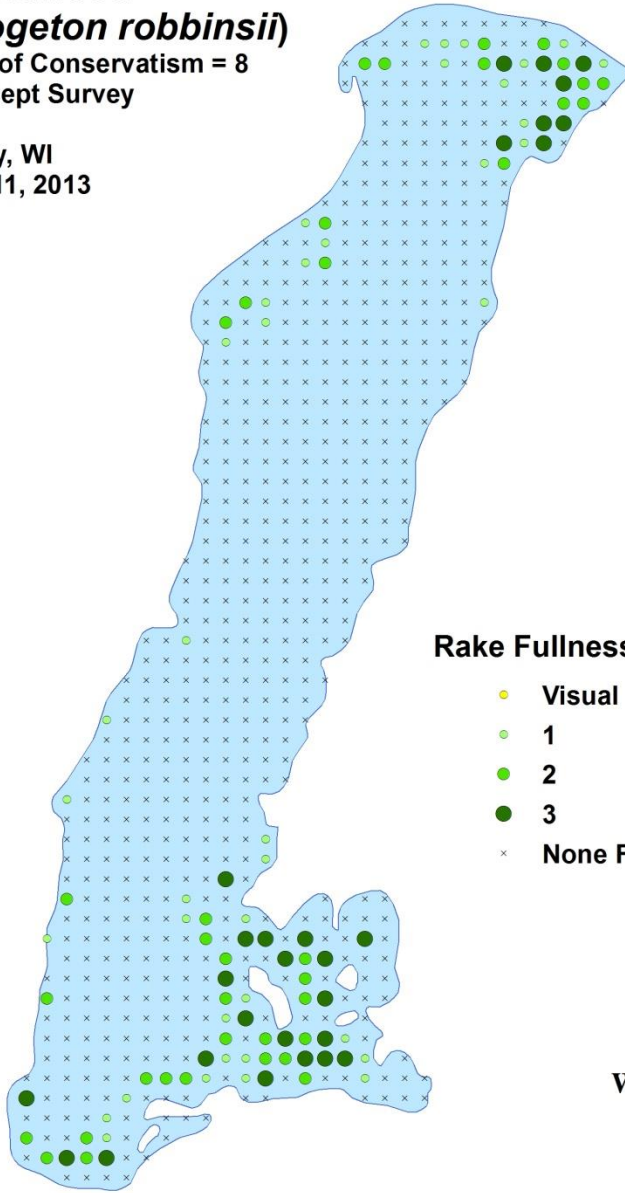 ogeton robbinsii)
of Conservatism = 8
ept Survey
y, WI
11, 2013
Rake Fullness
Visual
1
2
3
None F
W